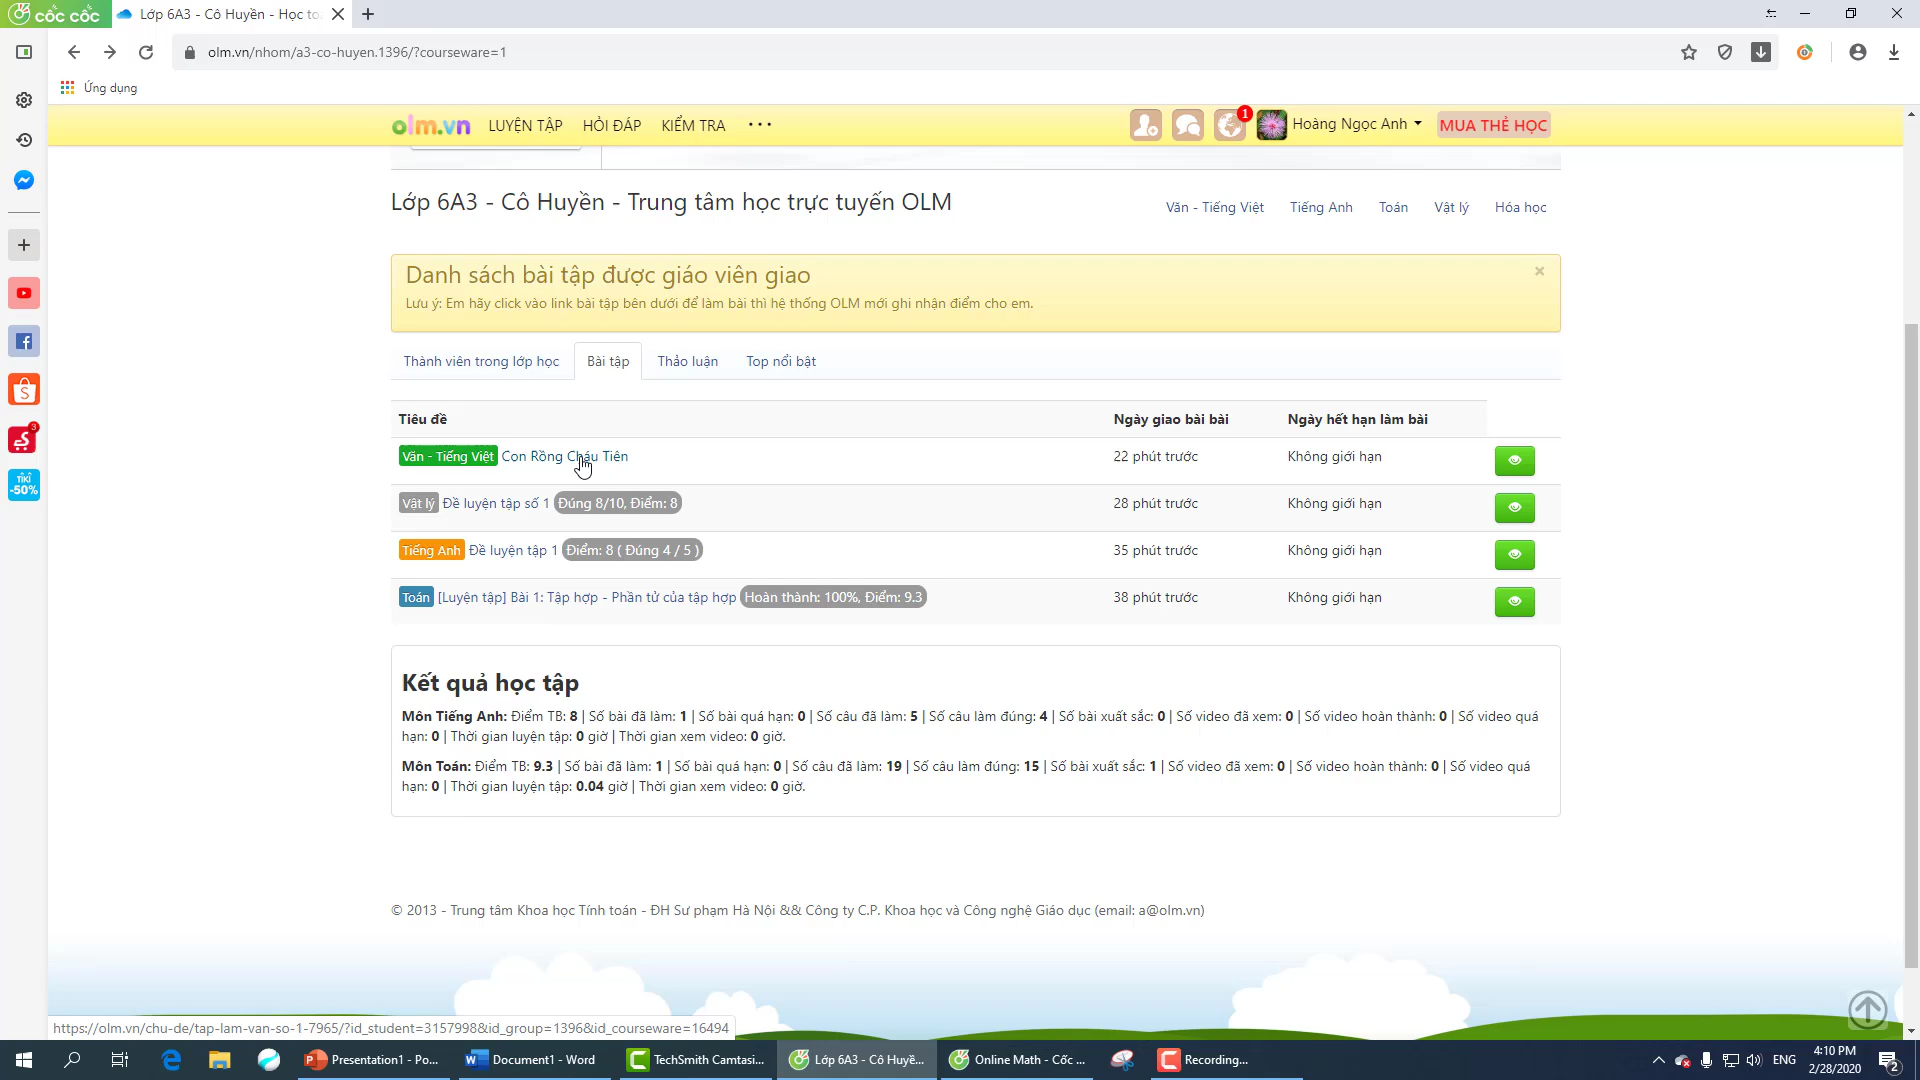 cốc cốc
Lớp 6A3 - Cô Huyền - Học to
olm.vn/nhom/a3-co-huyen.1396/?courseware=1
Ứng dụng
olm.vn LUYỆN TẬP HỎI ĐÁP KIỂM TRA ••• 1 Hoàng Ngọc Anh MUA THẺ HỌC
Lớp 6A3 - Cô Huyền - Trung tâm học trực tuyến OLM
Văn - Tiếng Việt Tiếng Anh Toán Vật lý Hóa học
Danh sách bài tập được giáo viên giao
×
Lưu ý: Em hãy click vào link bài tập bên dưới để làm bài thì hệ thống OLM mới ghi nhận điểm cho em.
Thành viên trong lớp học Bài tập Thảo luận Top nổi bật
Tiêu đề Ngày giao bài bài Ngày hết hạn làm bài
Văn - Tiếng Việt Con Rồng Cháu Tiên 22 phút trước Không giới hạn
Vật lý Đề luyện tập số 1 Đúng 8/10, Điểm: 8 28 phút trước Không giới hạn
Tiếng Anh Đề luyện tập 1 Điểm: 8 ( Đúng 4 / 5 ) 35 phút trước Không giới hạn
Toán [Luyện tập] Bài 1: Tập hợp - Phần tử của tập hợp Hoàn thành: 100%, Điểm: 9.3 38 phút trước Không giới hạn
3
TIKI
-50%
Kết quả học tập
Môn Tiếng Anh: Điểm TB: 8 | Số bài đã làm: 1 | Số bài quá hạn: 0 | Số câu đã làm: 5 | Số câu làm đúng: 4 | Số bài xuất sắc: 0 | Số video đã xem: 0 | Số video hoàn thành: 0 | Số video quá
hạn: 0 | Thời gian luyện tập: 0 giờ | Thời gian xem video: 0 giờ.
Môn Toán: Điểm TB: 9.3 | Số bài đã làm: 1 | Số bài quá hạn: 0 | Số câu đã làm: 19 | Số câu làm đúng: 15 | Số bài xuất sắc: 1 | Số video đã xem: 0 | Số video hoàn thành: 0 | Số video quá
hạn: 0 | Thời gian luyện tập: 0.04 giờ | Thời gian xem video: 0 giờ.
© 2013 - Trung tâm Khoa học Tính toán - ĐH Sư phạm Hà Nội && Công ty C.P. Khoa học và Công nghệ Giáo dục (email: a@olm.vn)
https://olm.vn/chu-de/tap-lam-van-so-1-7965/?id_student=3157998&id_group=1396&id_courseware=16494
Presentation1 - Po... Document1 - Word TechSmith Camtasi... Lớp 6A3 - Cô Huyề... Online Math - Cốc ... Recording... ENG
4:10 PM
2/28/2020
2